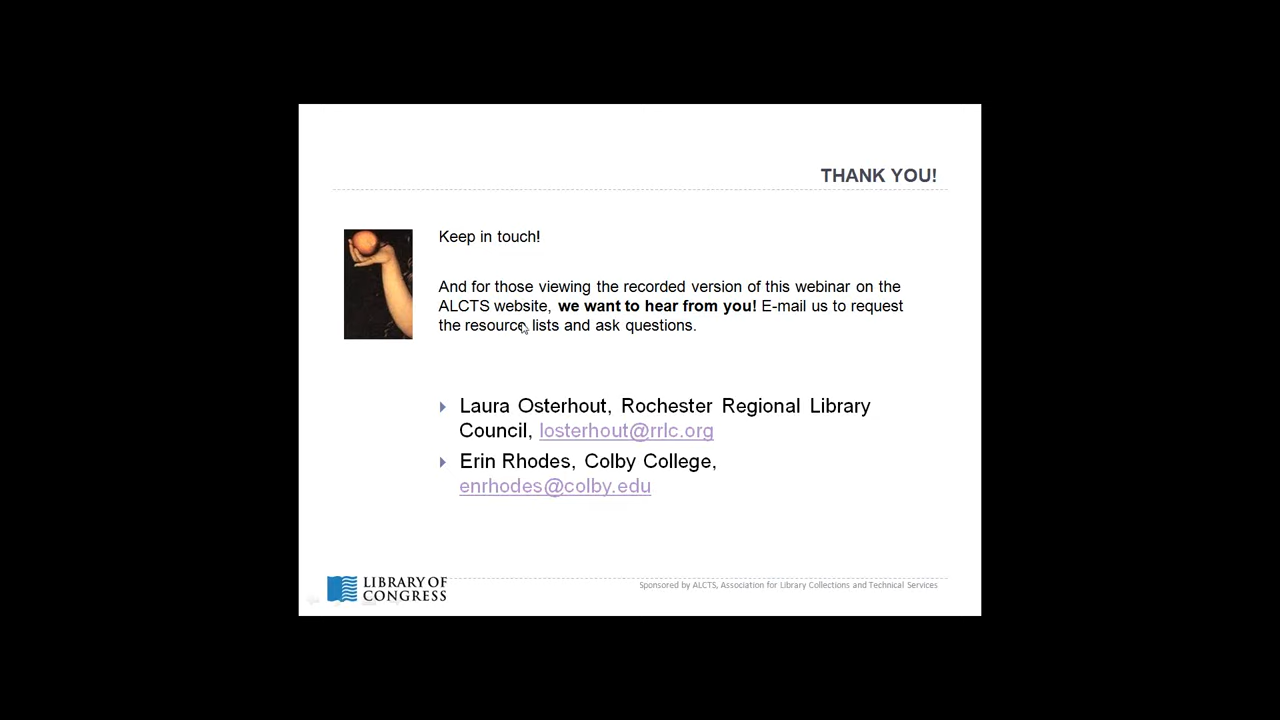 THANK YOU!
Keep in touch!
And for those viewing the recorded version of this webinar on the
ALCTS website, we want to hear from you! E-mail us to request
the resource lists and ask questions.
Laura Osterhout, Rochester Regional Library
Council, losterhout@rrlc.org
Erin Rhodes, Colby College,
enrhodes@colby.edu
LIBRARY OF
CONGRESS
Sponsored by ALCTS, Association for Library Collections and Technical Services